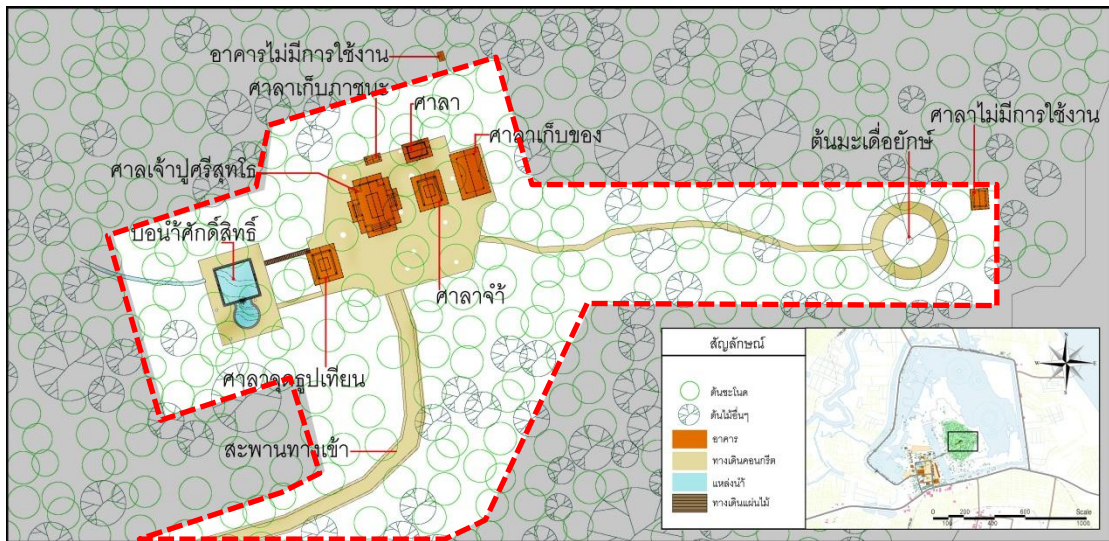 อาคารไม่มีการใช้งาน
ศาลาเก็บภาชนะ
ศาลา
ศาลาเก็บของ
ศาลเจ้าปู่ศรีสุทโธ
บ่อน้ำศักดิ์สิทธิ์
ศาลาจ้ำ
ศาลาจุดธูปเทียน
สะพานทางเข้า
ศาลาไม่มีการใช้งาน
ต้นมะเดื่อยักษ์
สัญลักษณ์
ต้นชะโนด
ต้นไม้อื่นๆ
อาคาร
ทางเดินคอนกรีต
แหล่งน้ำ
ทางเดินแผ่นไม้
N
0 200 600 Scale
100 400 1000